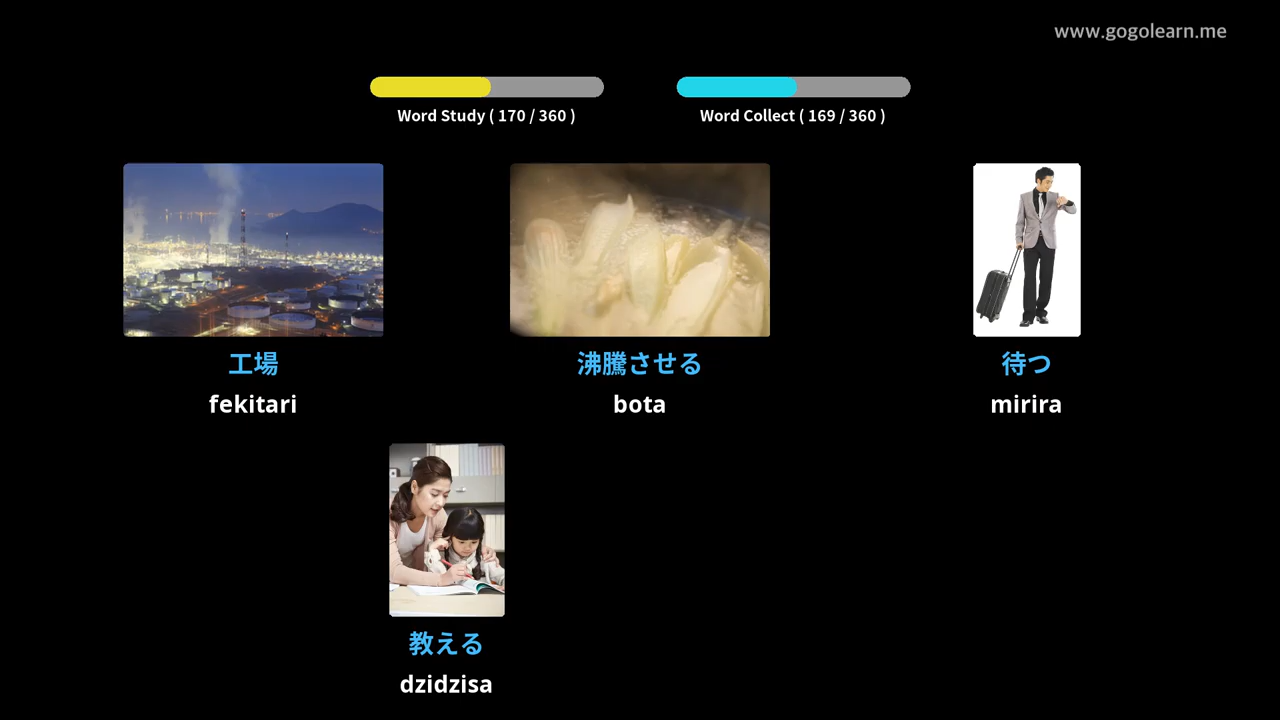 www.gogolearn.me
Word Study ( 170 / 360 )
Word Collect ( 169 / 360 )
工場
fekitari
沸騰させる
bota
待つ
mirira
教える
dzidzisa